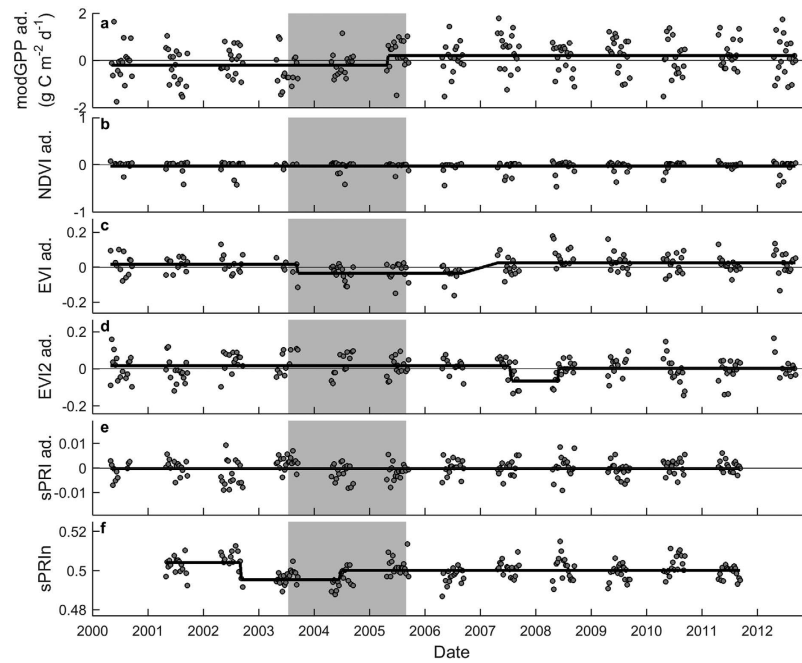 a
modGPP ad.
(g C m⁻² d⁻¹)
2
0
-2
b
NDVI ad.
1
0
-1
c
EVI ad.
0.2
0
-0.2
d
EVI2 ad.
0.2
0
-0.2
e
sPRI ad.
0.01
0
-0.01
f
sPRIn
0.52
0.5
0.48
2000 2001 2002 2003 2004 2005 2006 2007 2008 2009 2010 2011 2012
Date